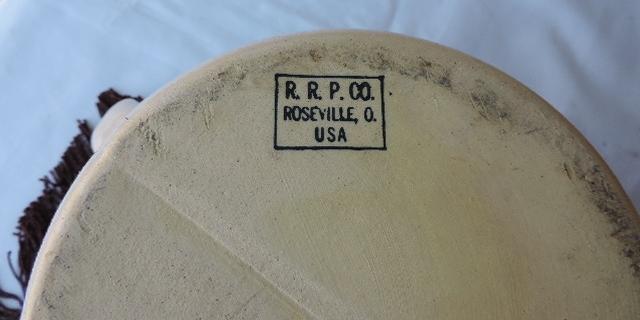 R. R. P. CO.
ROSEVILLE, O.
USA